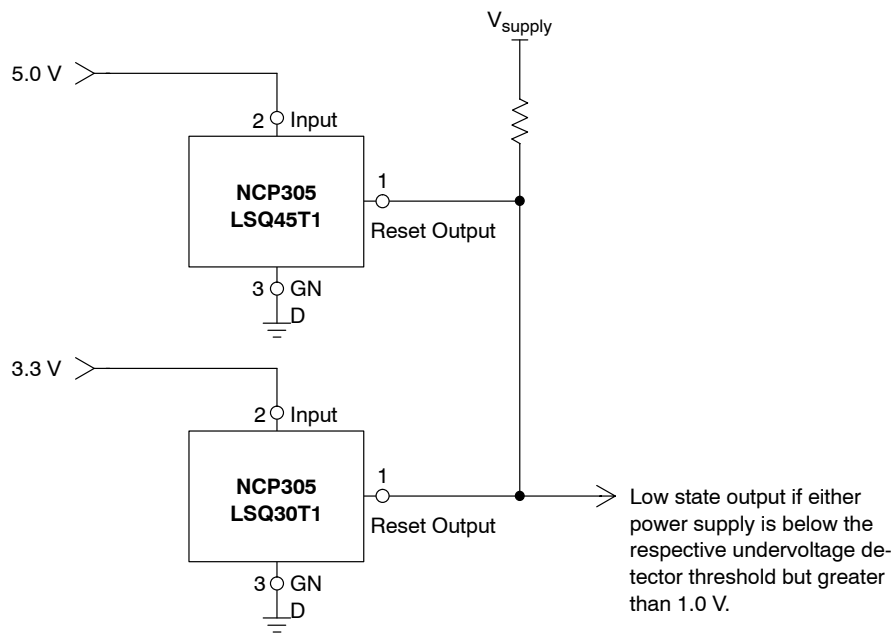 Vsupply
5.0 V
2 Input
NCP305
LSQ45T1
1
Reset Output
3 GN
D
3.3 V
2 Input
NCP305
LSQ30T1
1
Reset Output
3 GN
D
Low state output if either
power supply is below the
respective undervoltage de-
tector threshold but greater
than 1.0 V.